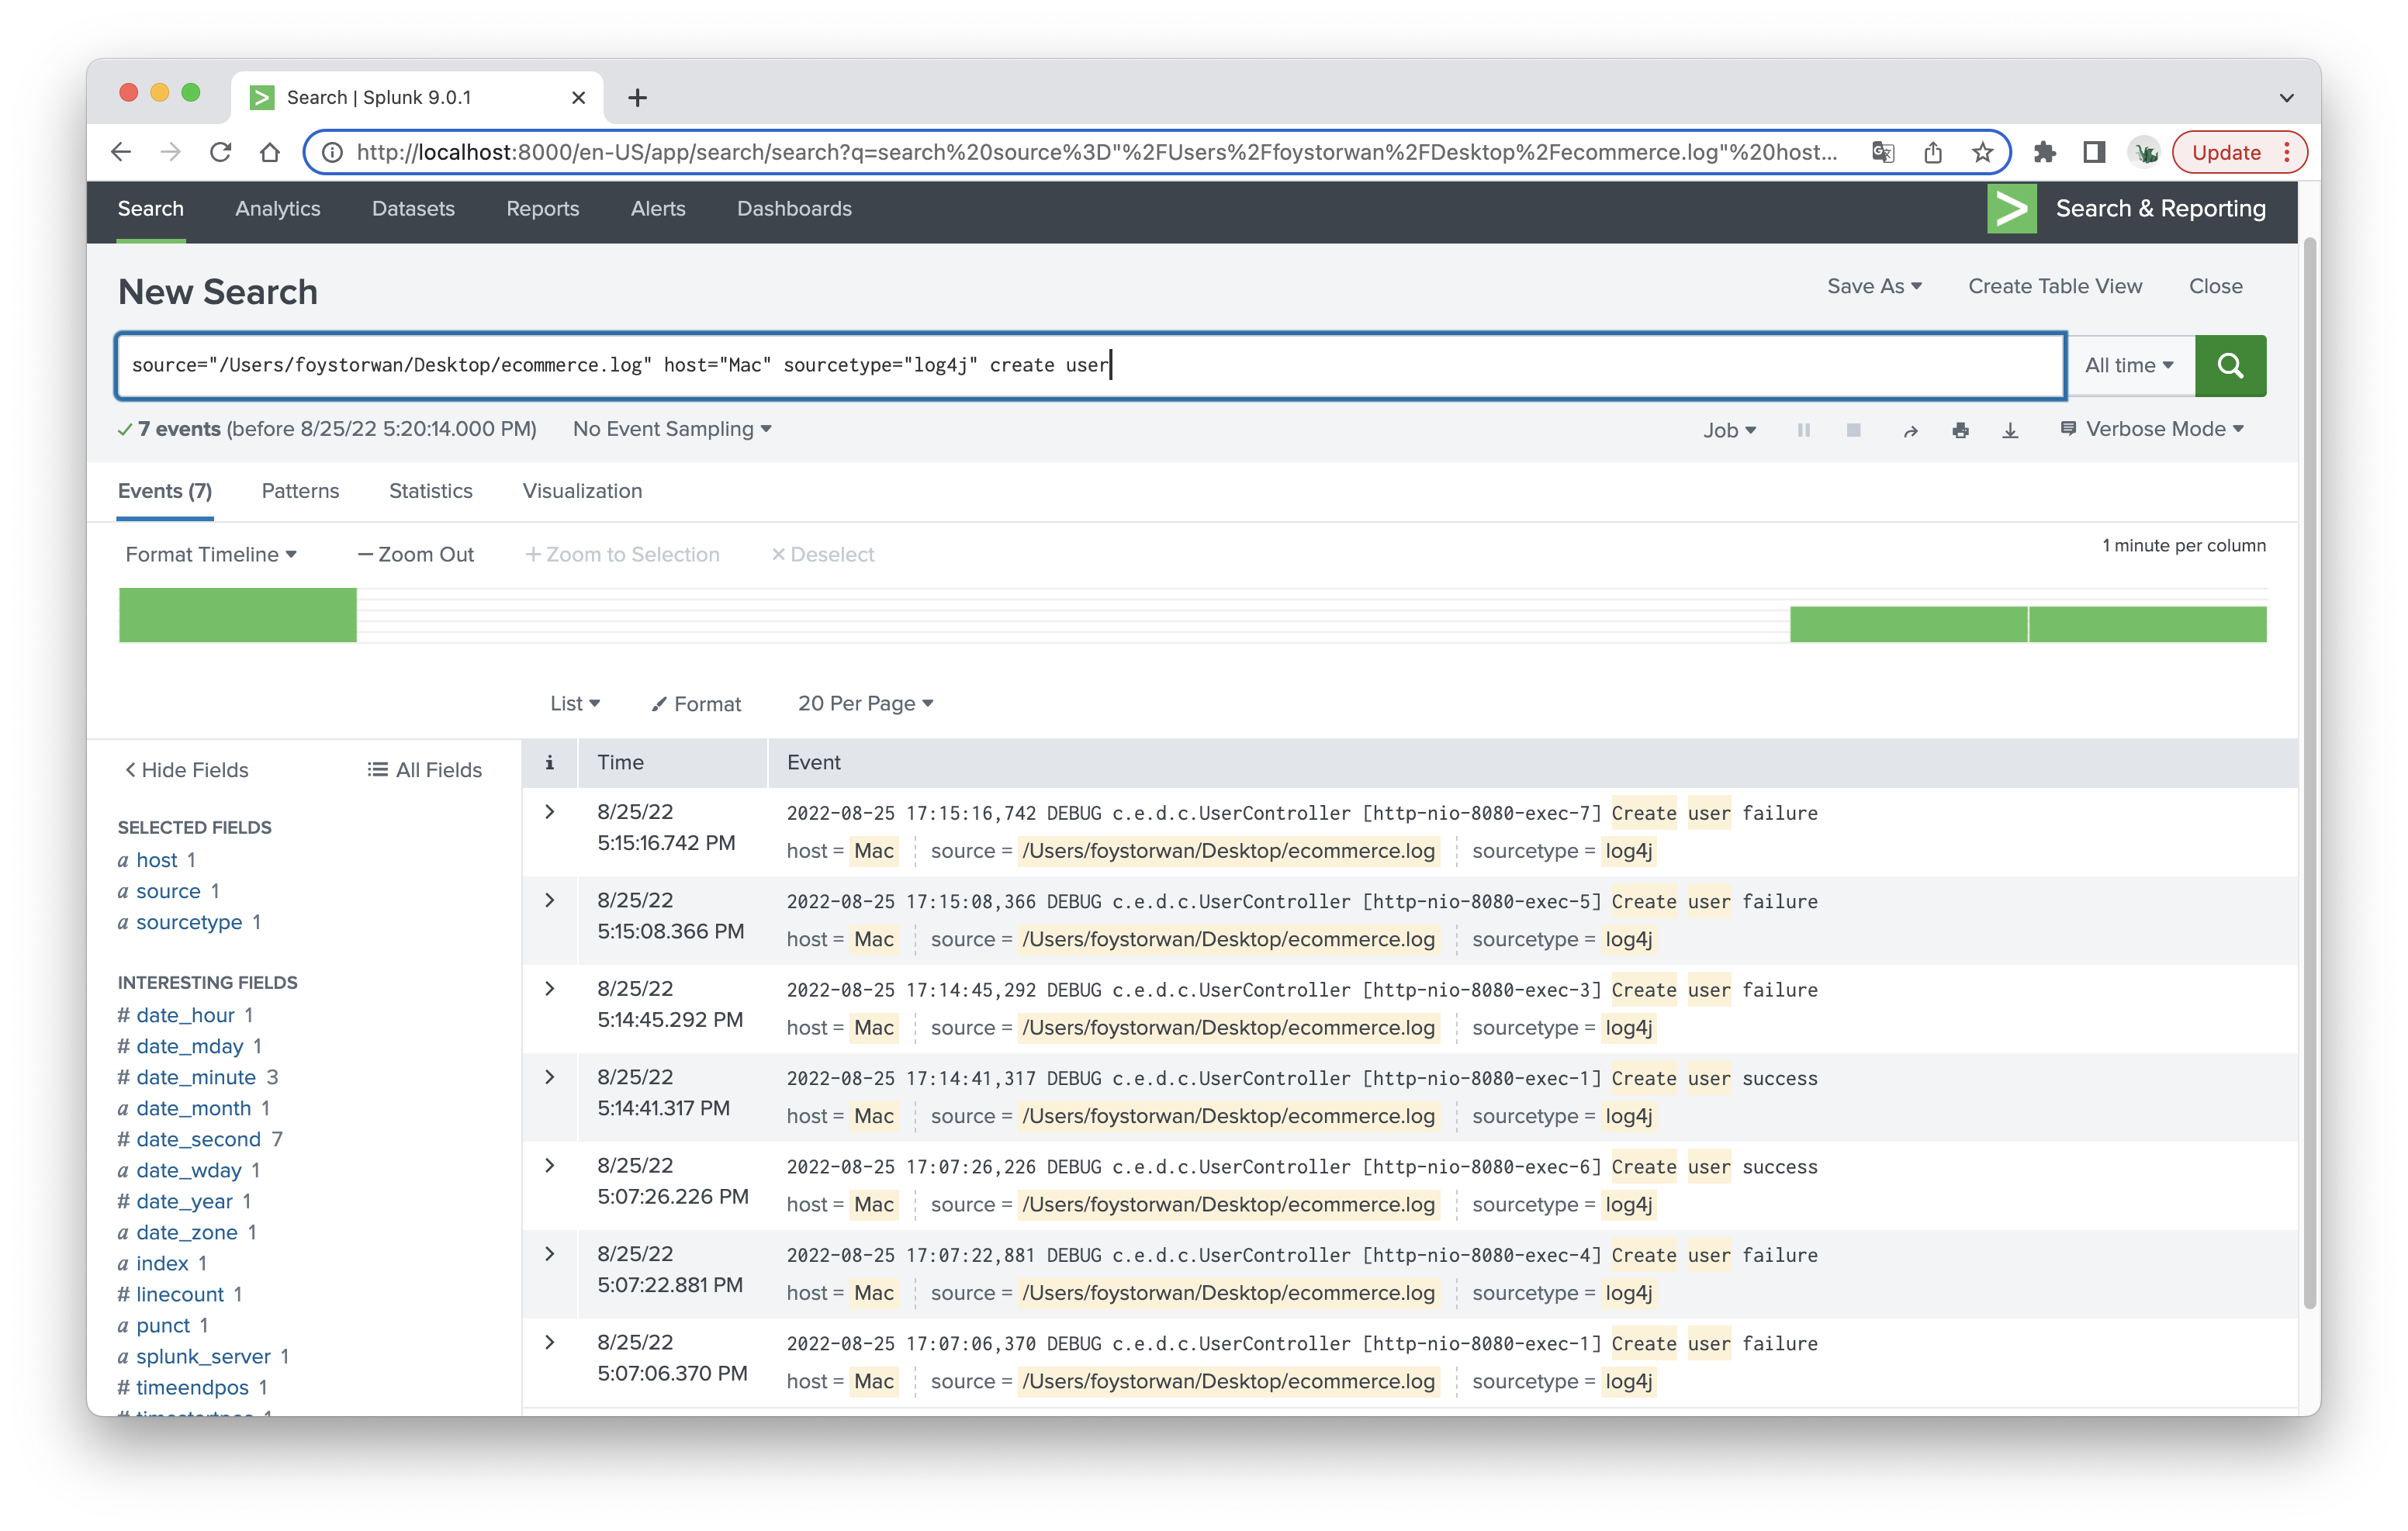 Search | Splunk 9.0.1
http://localhost:8000/en-US/app/search/search?q=search%20source%3D"%2FUsers%2Ffoystorwan%2FDesktop%2Fecommerce.log"%20host...
Update
Search Analytics Datasets Reports Alerts Dashboards
Search & Reporting
New Search
Save As Create Table View Close
source="/Users/foystorwan/Desktop/ecommerce.log" host="Mac" sourcetype="log4j" create user
All time
7 events (before 8/25/22 5:20:14.000 PM) No Event Sampling
Job
Verbose Mode
Events (7) Patterns Statistics Visualization
Format Timeline — Zoom Out + Zoom to Selection × Deselect
1 minute per column
List Format 20 Per Page
< Hide Fields All Fields
SELECTED FIELDS
a host 1
a source 1
a sourcetype 1
INTERESTING FIELDS
# date_hour 1
# date_mday 1
# date_minute 3
a date_month 1
# date_second 7
a date_wday 1
# date_year 1
a date_zone 1
a index 1
# linecount 1
a punct 1
a splunk_server 1
# timeendpos 1
i Time Event
8/25/22
5:15:16.742 PM
2022-08-25 17:15:16,742 DEBUG c.e.d.c.UserController [http-nio-8080-exec-7] Create user failure
host = Mac source = /Users/foystorwan/Desktop/ecommerce.log sourcetype = log4j
8/25/22
5:15:08.366 PM
2022-08-25 17:15:08,366 DEBUG c.e.d.c.UserController [http-nio-8080-exec-5] Create user failure
host = Mac source = /Users/foystorwan/Desktop/ecommerce.log sourcetype = log4j
8/25/22
5:14:45.292 PM
2022-08-25 17:14:45,292 DEBUG c.e.d.c.UserController [http-nio-8080-exec-3] Create user failure
host = Mac source = /Users/foystorwan/Desktop/ecommerce.log sourcetype = log4j
8/25/22
5:14:41.317 PM
2022-08-25 17:14:41,317 DEBUG c.e.d.c.UserController [http-nio-8080-exec-1] Create user success
host = Mac source = /Users/foystorwan/Desktop/ecommerce.log sourcetype = log4j
8/25/22
5:07:26.226 PM
2022-08-25 17:07:26,226 DEBUG c.e.d.c.UserController [http-nio-8080-exec-6] Create user success
host = Mac source = /Users/foystorwan/Desktop/ecommerce.log sourcetype = log4j
8/25/22
5:07:22.881 PM
2022-08-25 17:07:22,881 DEBUG c.e.d.c.UserController [http-nio-8080-exec-4] Create user failure
host = Mac source = /Users/foystorwan/Desktop/ecommerce.log sourcetype = log4j
8/25/22
5:07:06.370 PM
2022-08-25 17:07:06,370 DEBUG c.e.d.c.UserController [http-nio-8080-exec-1] Create user failure
host = Mac source = /Users/foystorwan/Desktop/ecommerce.log sourcetype = log4j